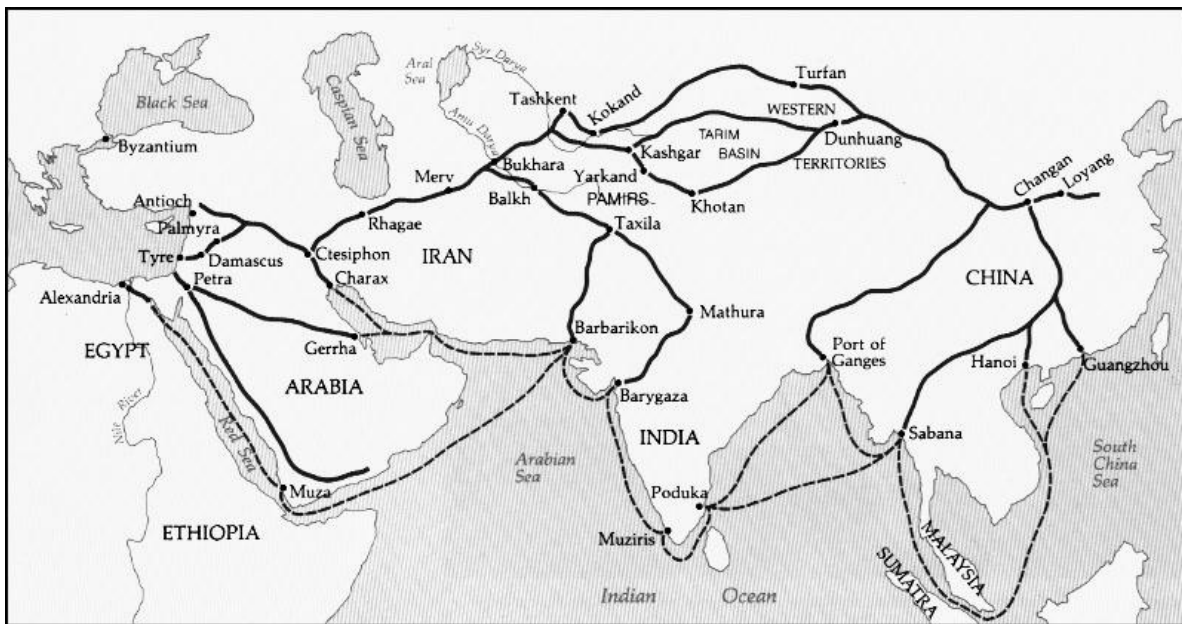 Black Sea
Byzantium
Caspian Sea
Aral
Sea
Syr Darya
Amu Darya
Tashkent
Kokand
Turfan
WESTERN
TARIM
BASIN
Dunhuang
TERRITORIES
Kashgar
Yarkand
PAMIRS
Khotan
Bukhara
Merv
Balkh
Changan
Loyang
Antioch
Palmyra
Tyre
Damascus
Rhagae
Ctesiphon
IRAN
Taxila
Petra
Charax
Alexandria
CHINA
Mathura
Gerrha
Barbarikon
EGYPT
ARABIA
Port of
Ganges
Hanoi
Guangzhou
Nile River
Red Sea
Barygaza
INDIA
Sabana
Arabian
Sea
South
China
Sea
Muza
Poduka
ETHIOPIA
Muziris
MALAYSIA
SUMATRA
Indian Ocean